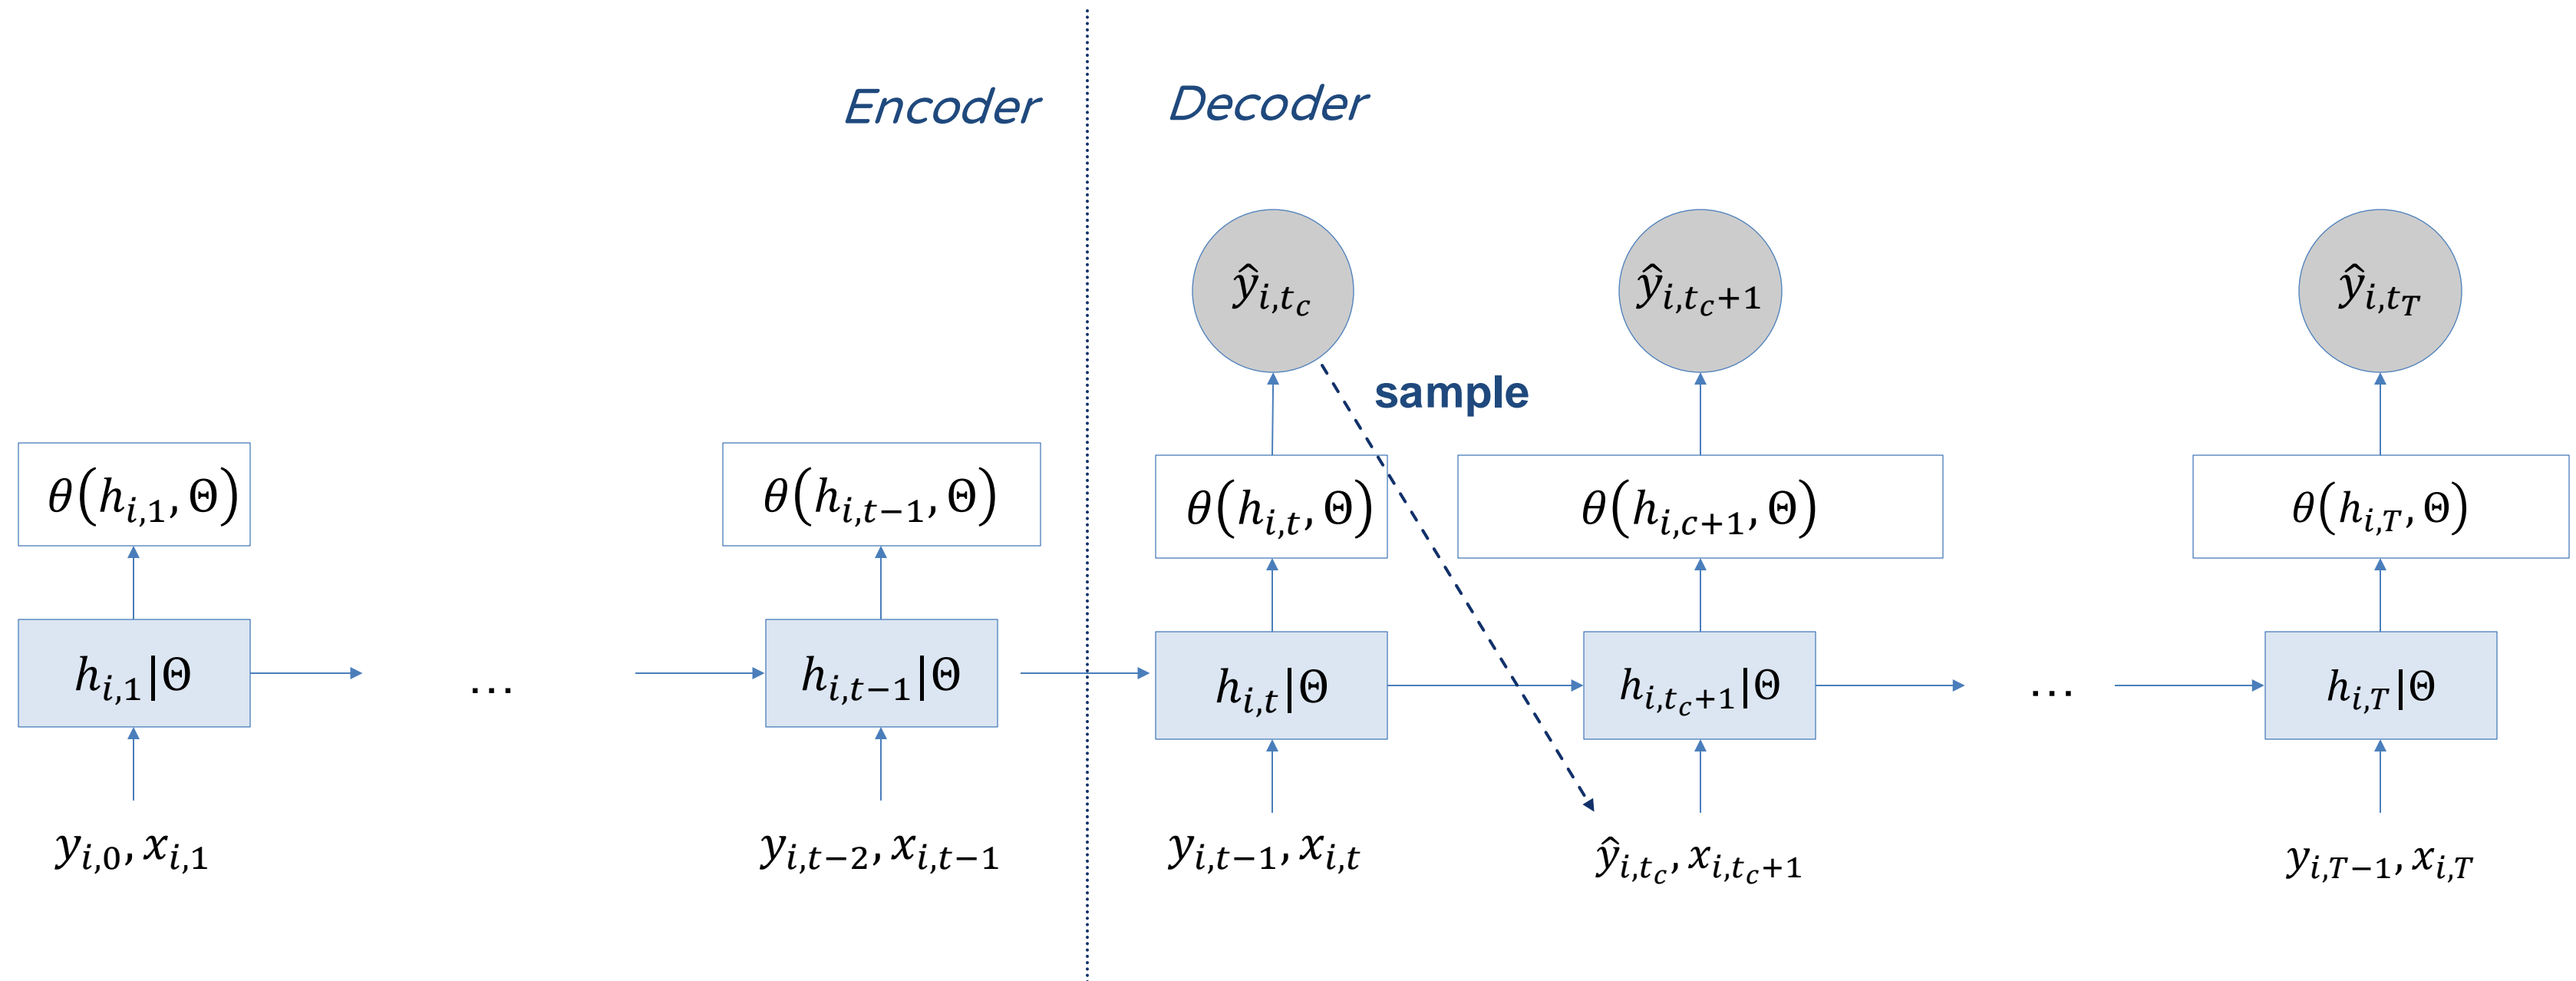 Encoder Decoder
ŷ_{i,t_c} ŷ_{i,t_c+1} ŷ_{i,t_T}
sample
θ(h_{i,1}, Θ) θ(h_{i,t−1}, Θ) θ(h_{i,t}, Θ) θ(h_{i,c+1}, Θ) θ(h_{i,T}, Θ)
h_{i,1}|Θ ... h_{i,t−1}|Θ h_{i,t}|Θ h_{i,t_c+1}|Θ ... h_{i,T}|Θ
y_{i,0}, x_{i,1} y_{i,t−2}, x_{i,t−1} y_{i,t−1}, x_{i,t} ŷ_{i,t_c}, x_{i,t_c+1} y_{i,T−1}, x_{i,T}